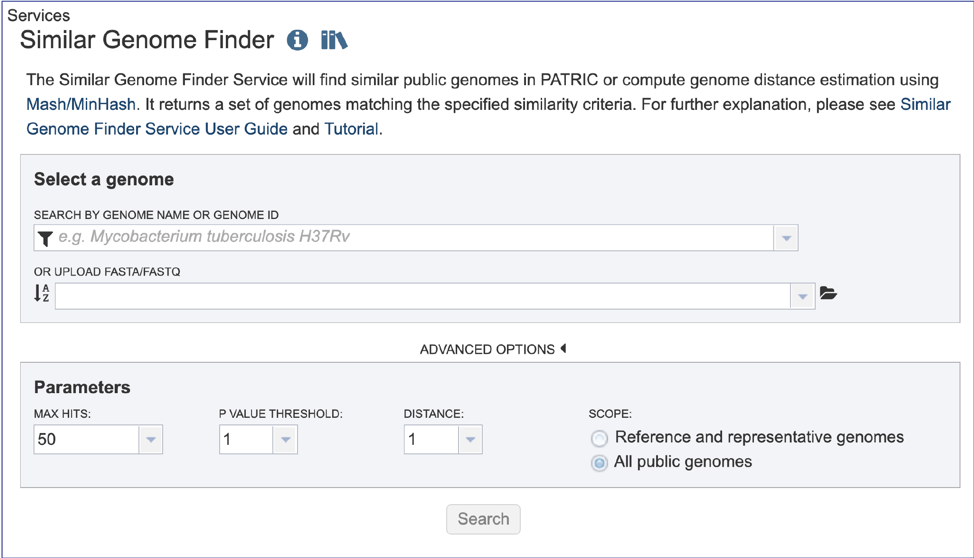 Services
Similar Genome Finder
The Similar Genome Finder Service will find similar public genomes in PATRIC or compute genome distance estimation using
Mash/MinHash. It returns a set of genomes matching the specified similarity criteria. For further explanation, please see Similar
Genome Finder Service User Guide and Tutorial.
Select a genome
SEARCH BY GENOME NAME OR GENOME ID
e.g. Mycobacterium tuberculosis H37Rv
OR UPLOAD FASTA/FASTQ
ADVANCED OPTIONS
Parameters
MAX HITS: P VALUE THRESHOLD: DISTANCE: SCOPE:
50 1 1 Reference and representative genomes
All public genomes
Search